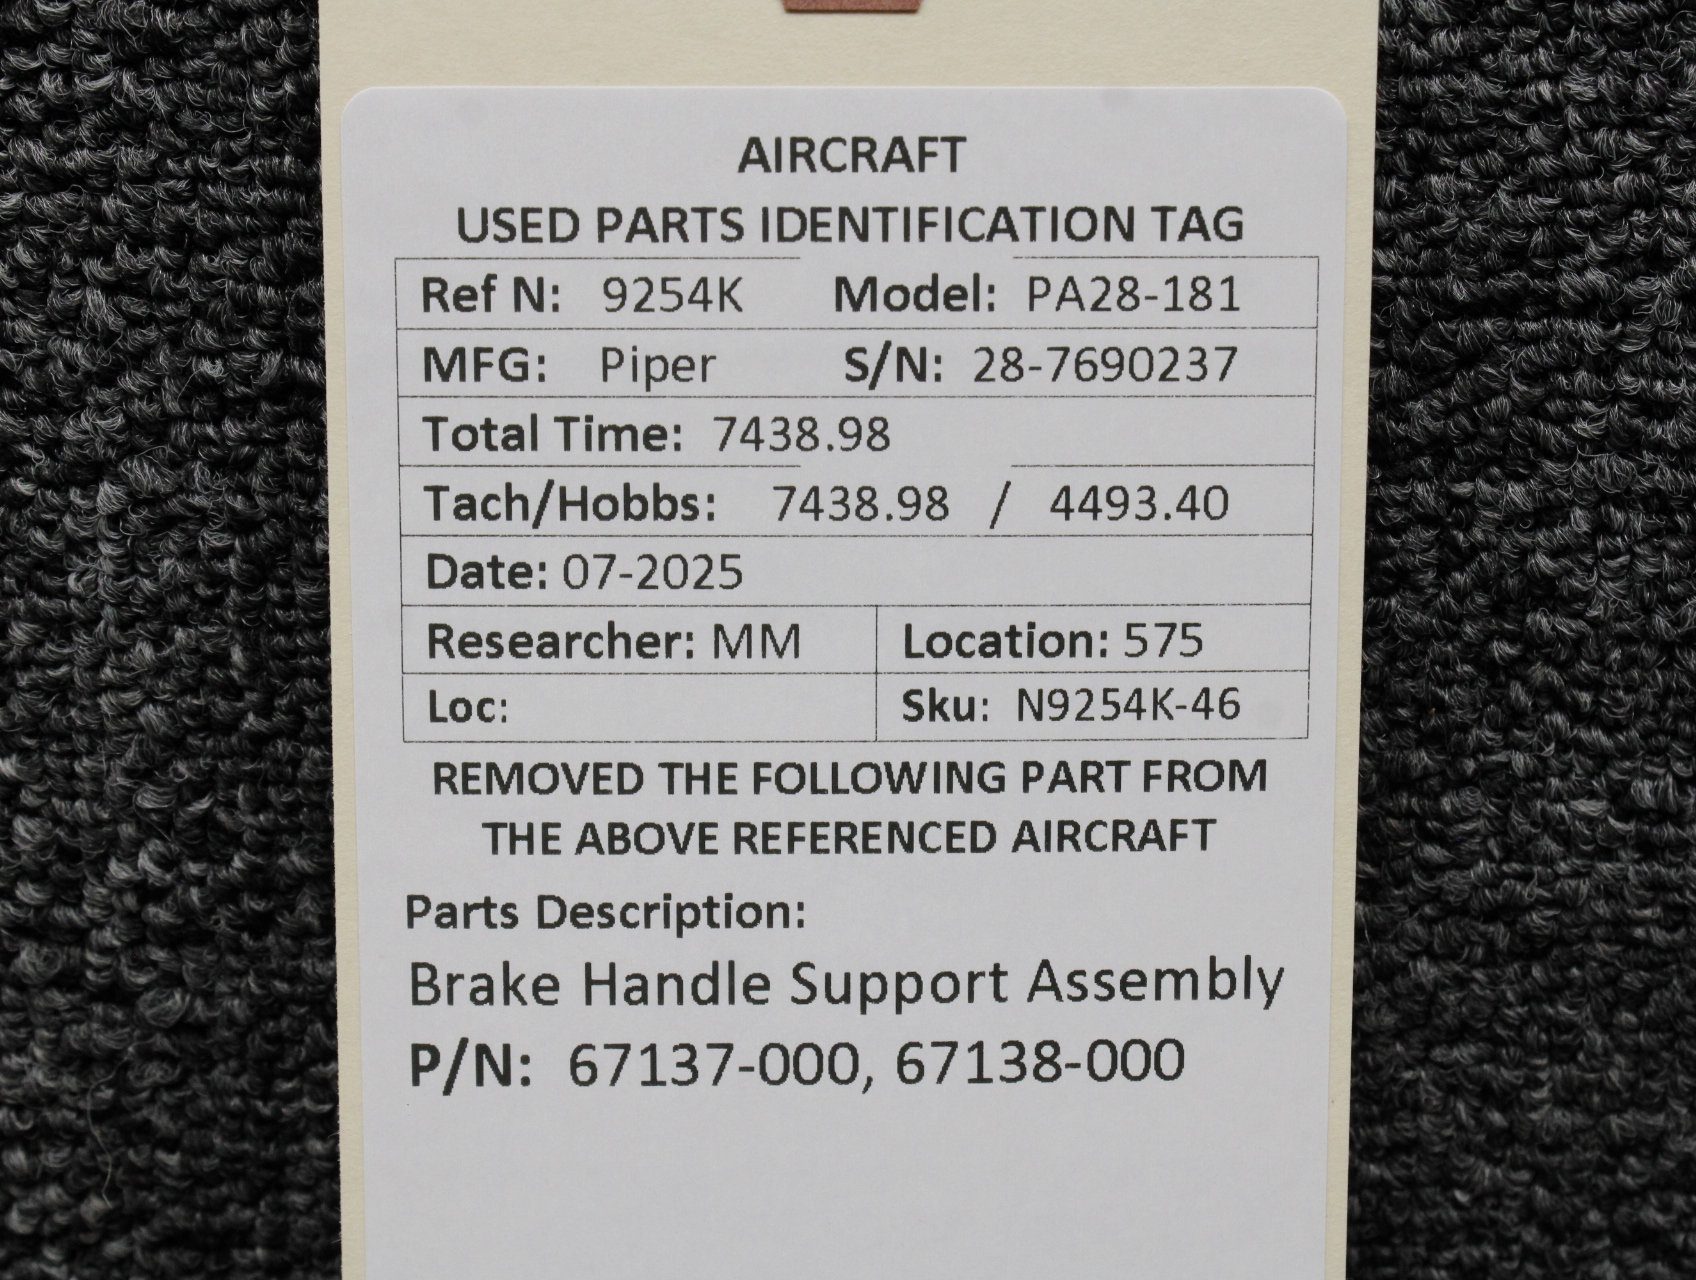 AIRCRAFT
USED PARTS IDENTIFICATION TAG
Ref N: 9254K Model: PA28-181
MFG: Piper S/N: 28-7690237
Total Time: 7438.98
Tach/Hobbs: 7438.98 / 4493.40
Date: 07-2025
Researcher: MM Location: 575
Loc: Sku: N9254K-46
REMOVED THE FOLLOWING PART FROM
THE ABOVE REFERENCED AIRCRAFT
Parts Description:
Brake Handle Support Assembly
P/N: 67137-000, 67138-000